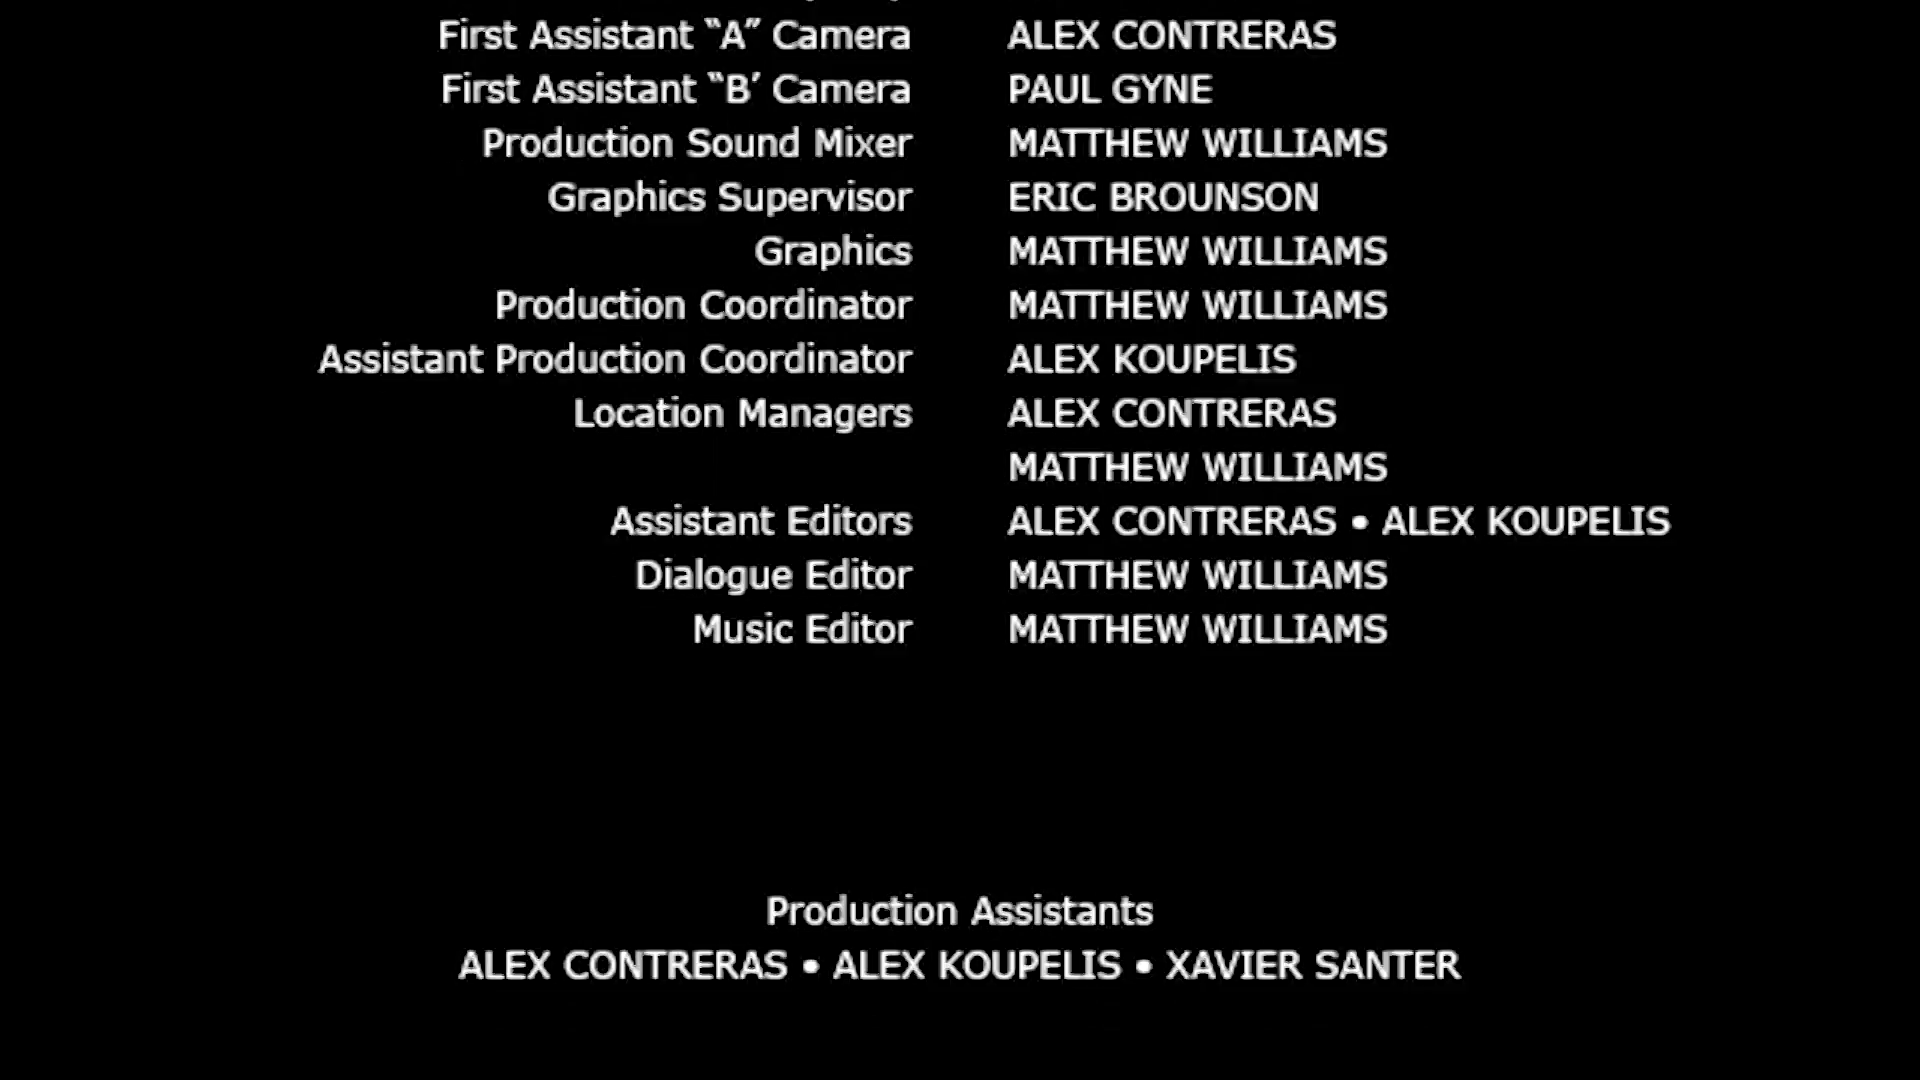 First Assistant “A” Camera ALEX CONTRERAS
First Assistant “B’ Camera PAUL GYNE
Production Sound Mixer MATTHEW WILLIAMS
Graphics Supervisor ERIC BROUNSON
Graphics MATTHEW WILLIAMS
Production Coordinator MATTHEW WILLIAMS
Assistant Production Coordinator ALEX KOUPELIS
Location Managers ALEX CONTRERAS
MATTHEW WILLIAMS
Assistant Editors ALEX CONTRERAS • ALEX KOUPELIS
Dialogue Editor MATTHEW WILLIAMS
Music Editor MATTHEW WILLIAMS
Production Assistants
ALEX CONTRERAS • ALEX KOUPELIS • XAVIER SANTER